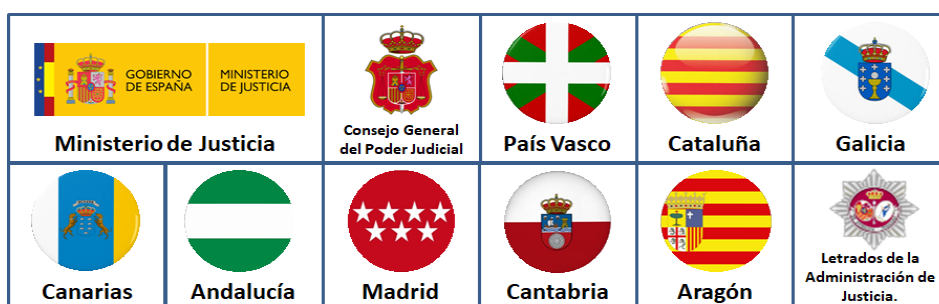 GOBIERNO
DE ESPAÑA
MINISTERIO
DE JUSTICIA
Ministerio de Justicia
Consejo General
del Poder Judicial
País Vasco
Cataluña
Galicia
Canarias
Andalucía
Madrid
Cantabria
Aragón
Letrados de la
Administración de
Justicia.